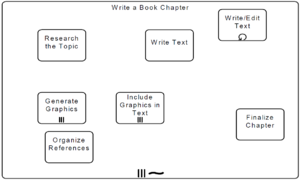 Write a Book Chapter
Research
the Topic
Write Text
Write/Edit
Text
Generate
Graphics
Include
Graphics in
Text
Finalize
Chapter
Organize
References